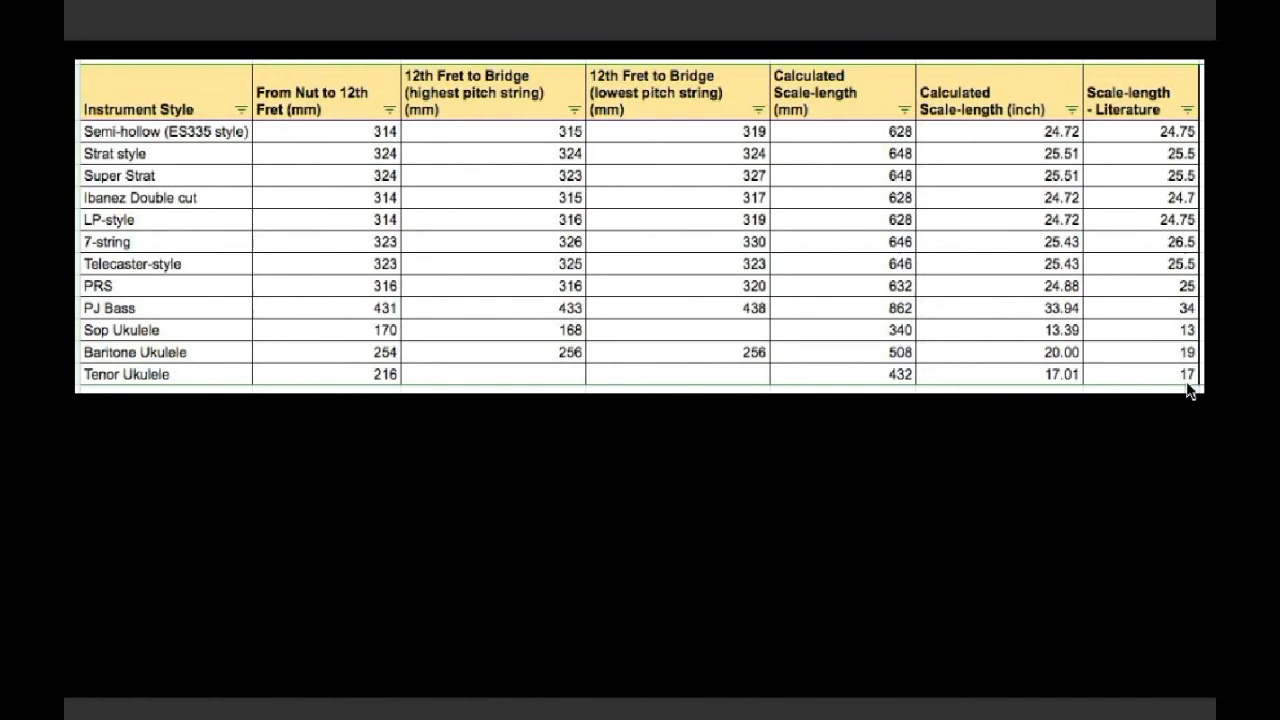 Instrument Style From Nut to 12th Fret (mm) 12th Fret to Bridge (highest pitch string) (mm) 12th Fret to Bridge (lowest pitch string) (mm) Calculated Scale-length (mm) Calculated Scale-length (inch) Scale-length - Literature
Semi-hollow (ES335 style) 314 315 319 628 24.72 24.75
Strat style 324 324 324 648 25.51 25.5
Super Strat 324 323 327 648 25.51 25.5
Ibanez Double cut 314 315 317 628 24.72 24.7
LP-style 314 316 319 628 24.72 24.75
7-string 323 326 330 646 25.43 26.5
Telecaster-style 323 325 323 646 25.43 25.5
PRS 316 316 320 632 24.88 25
PJ Bass 431 433 438 862 33.94 34
Sop Ukulele 170 168 340 13.39 13
Baritone Ukulele 254 256 256 508 20.00 19
Tenor Ukulele 216 432 17.01 17